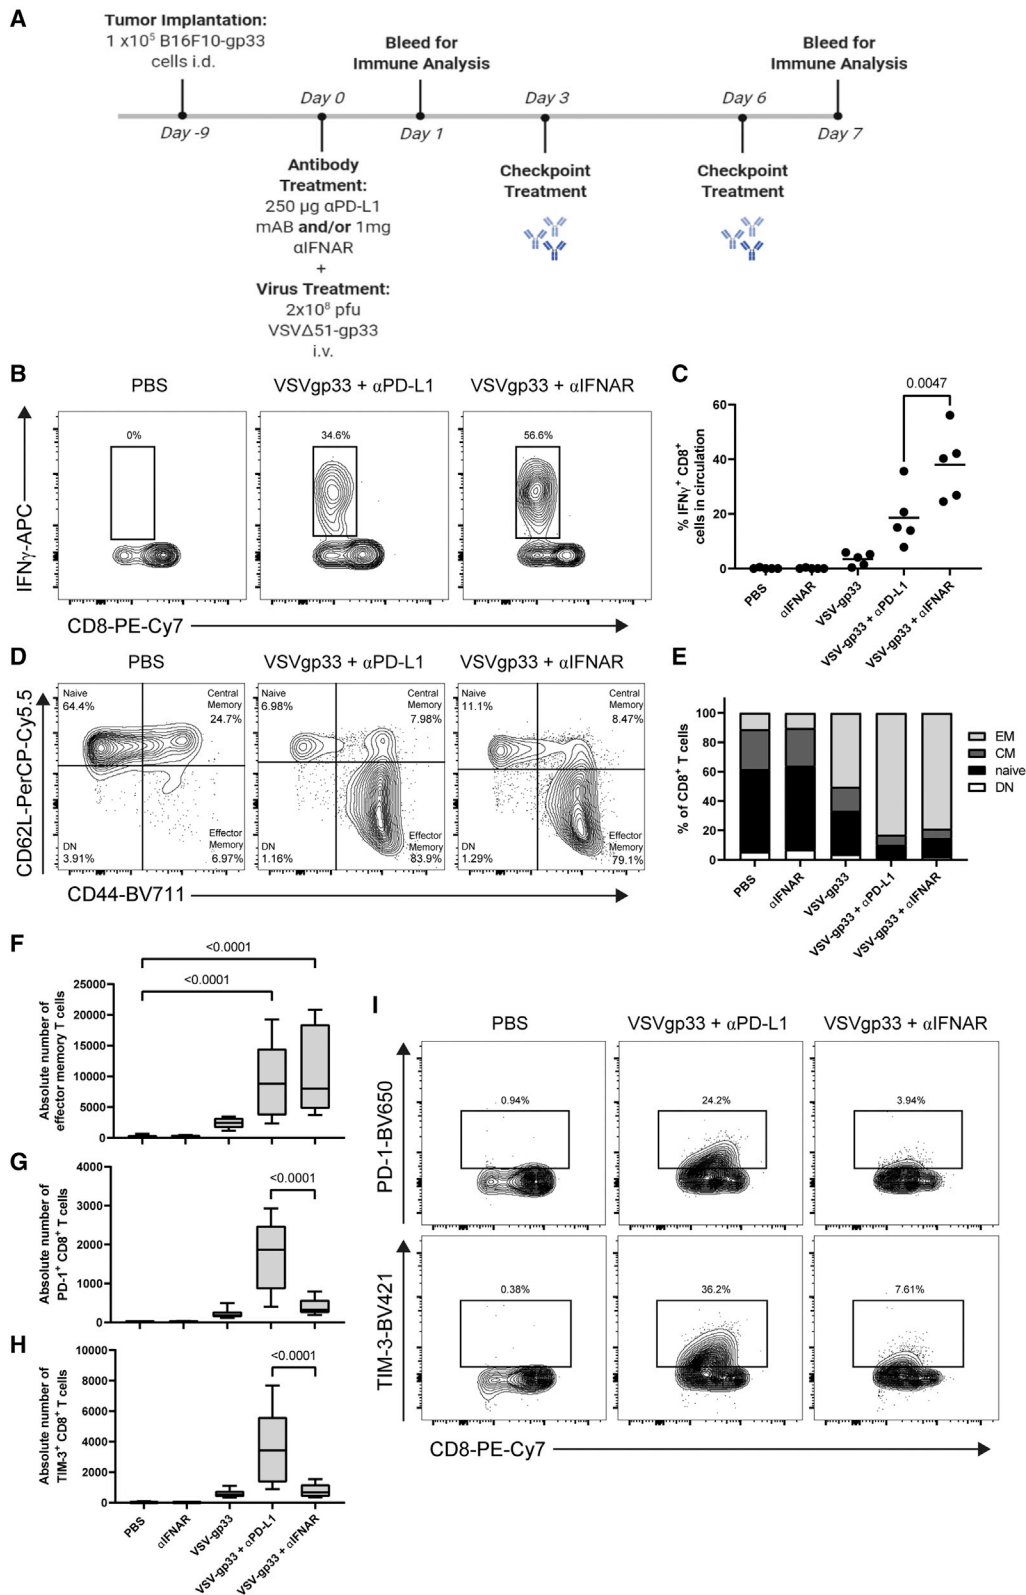 A
Tumor Implantation:
1 x10⁵ B16F10-gp33
cells i.d.
Bleed for
Immune Analysis
Bleed for
Immune Analysis
Day 0
Day 3
Day 6
Day -9
Day 1
Day 7
Antibody
Treatment:
250 µg αPD-L1
mAB and/or 1mg
αIFNAR
+
Virus Treatment:
2x10⁸ pfu
VSVΔ51-gp33
i.v.
Checkpoint
Treatment
Checkpoint
Treatment
B
PBS
VSVgp33 + αPD-L1
VSVgp33 + αIFNAR
0%
34.6%
56.6%
IFNγ-APC
CD8-PE-Cy7
C
0.0047
60
40
20
0
% IFNγ⁺ CD8⁺
cells in circulation
PBS
αIFNAR
VSV-gp33
VSV-gp33 + αPD-L1
VSV-gp33 + αIFNAR
D
PBS
VSVgp33 + αPD-L1
VSVgp33 + αIFNAR
Naive
64.4%
Central
Memory
24.7%
DN
3.91%
Effector
Memory
6.97%
Naive
6.98%
Central
Memory
7.98%
DN
1.16%
Effector
Memory
83.9%
Naive
11.1%
Central
Memory
8.47%
DN
1.29%
Effector
Memory
79.1%
CD62L-PerCP-Cy5.5
CD44-BV711
E
100
80
60
40
20
0
% of CD8⁺ T cells
EM
CM
naive
DN
PBS
αIFNAR
VSV-gp33
VSV-gp33 + αPD-L1
VSV-gp33 + αIFNAR
F
<0.0001
<0.0001
25000
20000
15000
10000
5000
0
Absolute number of
effector memory T cells
G
<0.0001
4000
3000
2000
1000
0
Absolute number of
PD-1⁺ CD8⁺ T cells
H
<0.0001
10000
8000
6000
4000
2000
0
Absolute number of
TIM-3⁺ CD8⁺ T cells
PBS
αIFNAR
VSV-gp33
VSV-gp33 + αPD-L1
VSV-gp33 + αIFNAR
I
PBS
VSVgp33 + αPD-L1
VSVgp33 + αIFNAR
0.94%
24.2%
3.94%
PD-1-BV650
0.38%
36.2%
7.61%
TIM-3-BV421
CD8-PE-Cy7